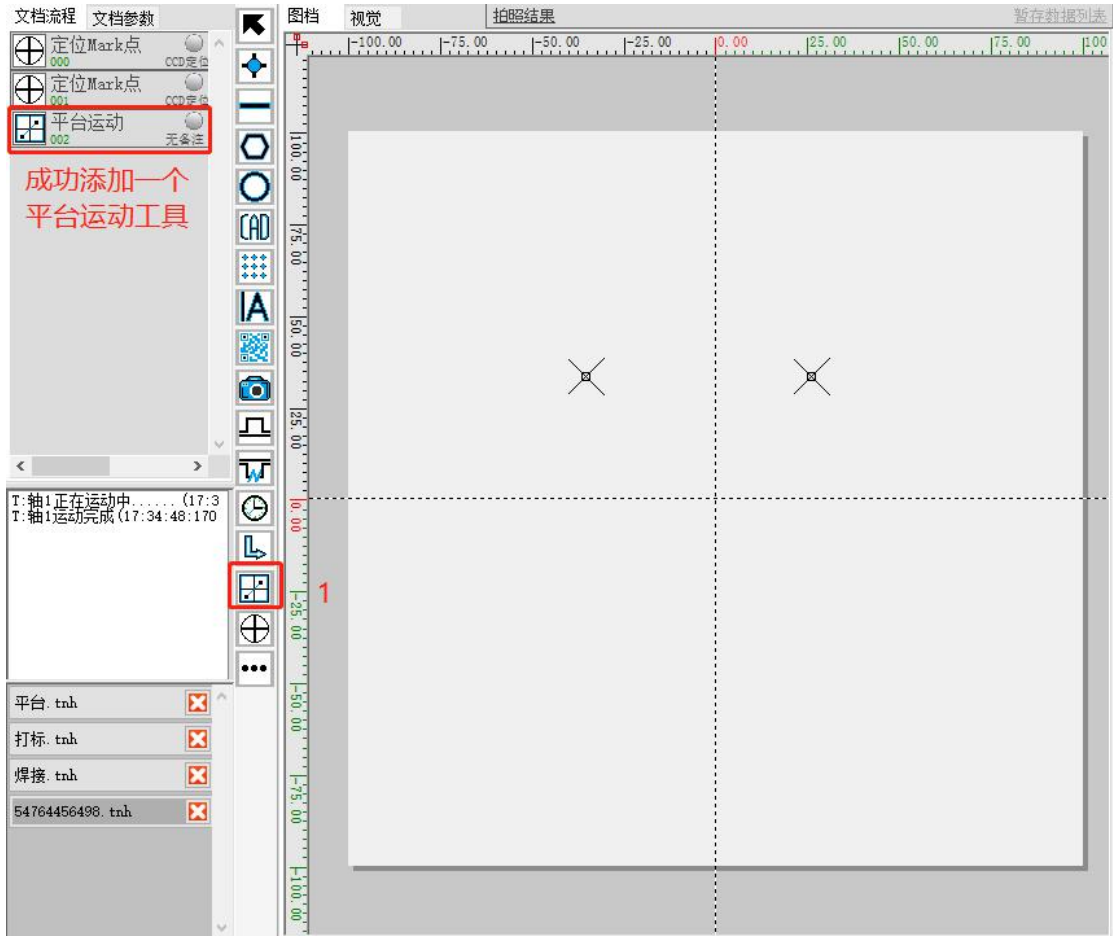 文档流程 文档参数
图档 视觉 拍照结果 暂存数据列表
定位Mark点
000 CCD定位
定位Mark点
001 CCD定位
平台运动
002 无备注
成功添加一个
平台运动工具
CAD
A
-100.00 -75.00 -50.00 -25.00 0.00 25.00 50.00 75.00 100
100.00
75.00
50.00
25.00
0.00
-25.00
-50.00
-75.00
-100.00
T:轴1正在运动中...... (17:3
T:轴1运动完成(17:34:48:170
1
平台.tnh
打标.tnh
焊接.tnh
54764456498.tnh